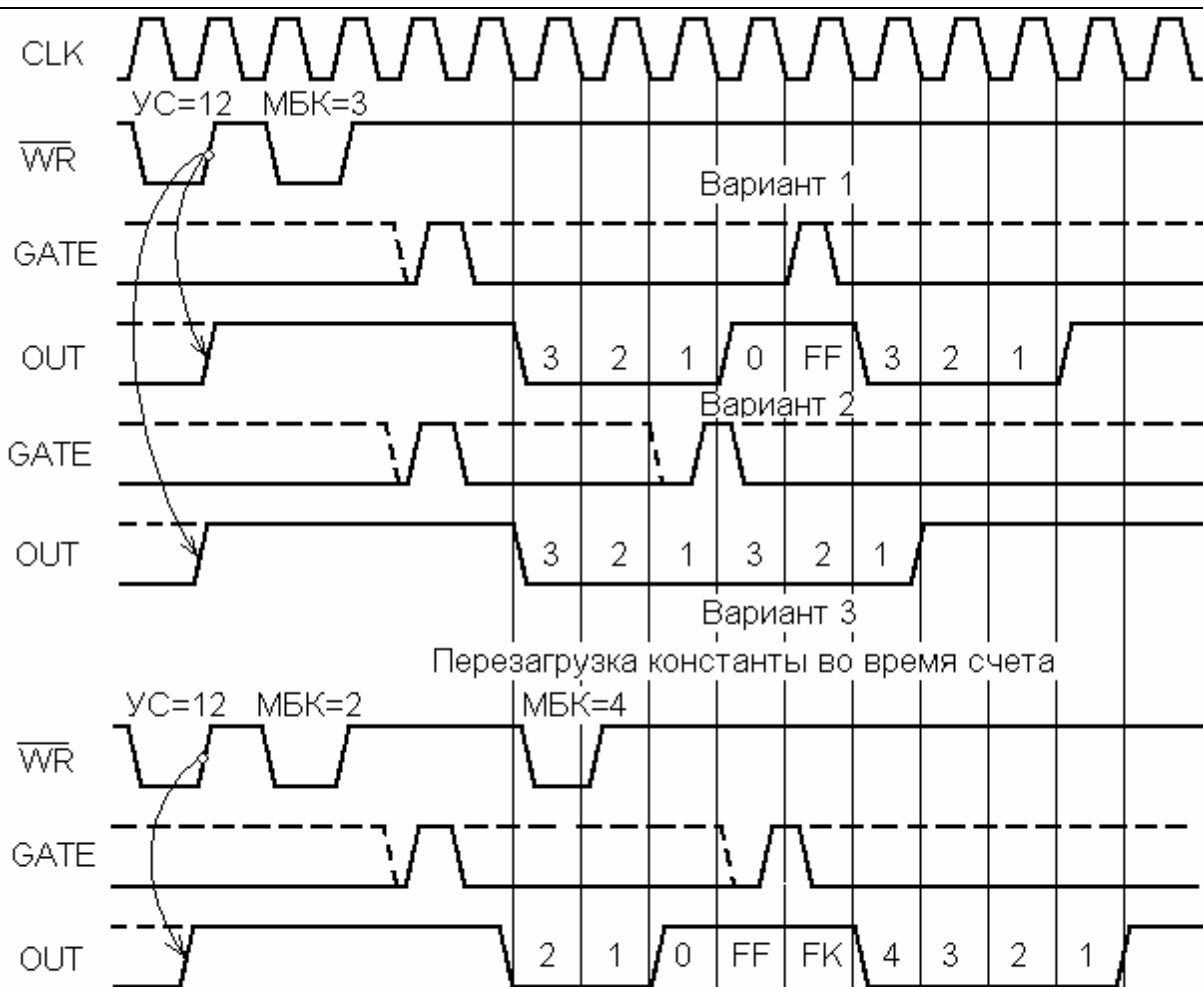 CLK
УС=12 МБК=3
WR
Вариант 1
GATE
OUT 3 2 1 0 FF 3 2 1
Вариант 2
GATE
OUT 3 2 1 3 2 1
Вариант 3
Перезагрузка константы во время счета
УС=12 МБК=2 МБК=4
WR
GATE
OUT 2 1 0 FF FK 4 3 2 1